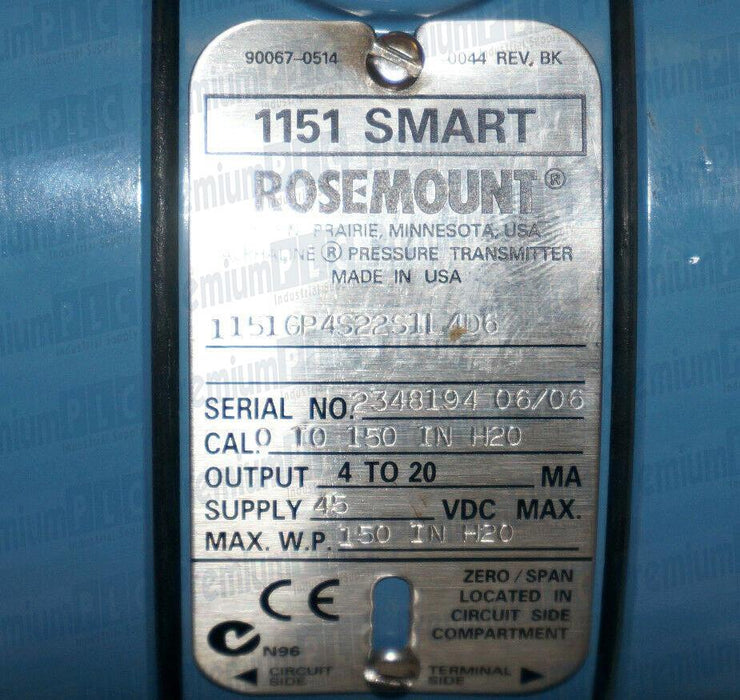 90067-0514 0044 REV. BK
1151 SMART
ROSEMOUNT®
PRAIRIE, MINNESOTA, USA
® PRESSURE TRANSMITTER
MADE IN USA
SERIAL NO. 2348194 06/06
CAL. 0 TO 150 IN H2O
OUTPUT 4 TO 20 MA
SUPPLY 45 VDC MAX.
MAX. W.P. 150 IN H2O
CE
ZERO/SPAN
LOCATED IN
CIRCUIT SIDE
COMPARTMENT
N96
◀ CIRCUIT SIDE
TERMINAL SIDE ▶